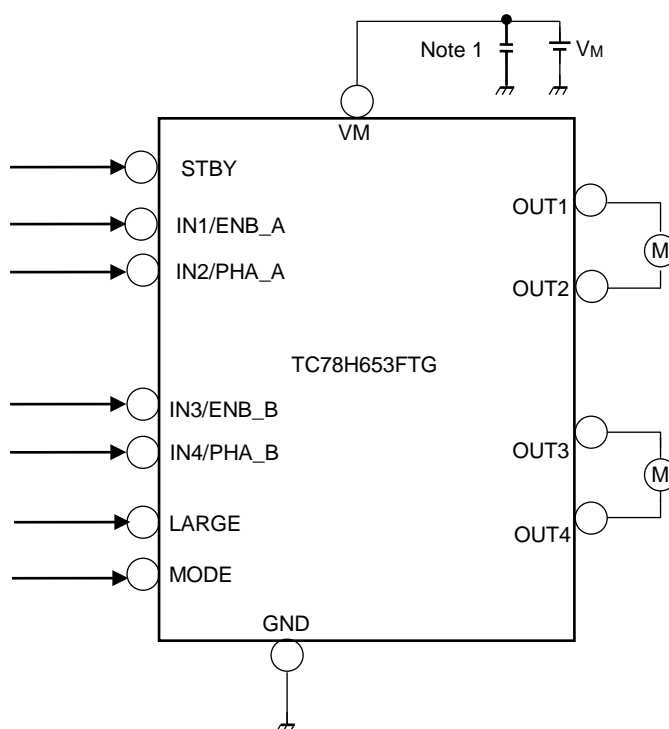 Note 1
VM
VM
STBY
OUT1
IN1/ENB_A
M
IN2/PHA_A
OUT2
TC78H653FTG
IN3/ENB_B
OUT3
IN4/PHA_B
M
LARGE
OUT4
MODE
GND